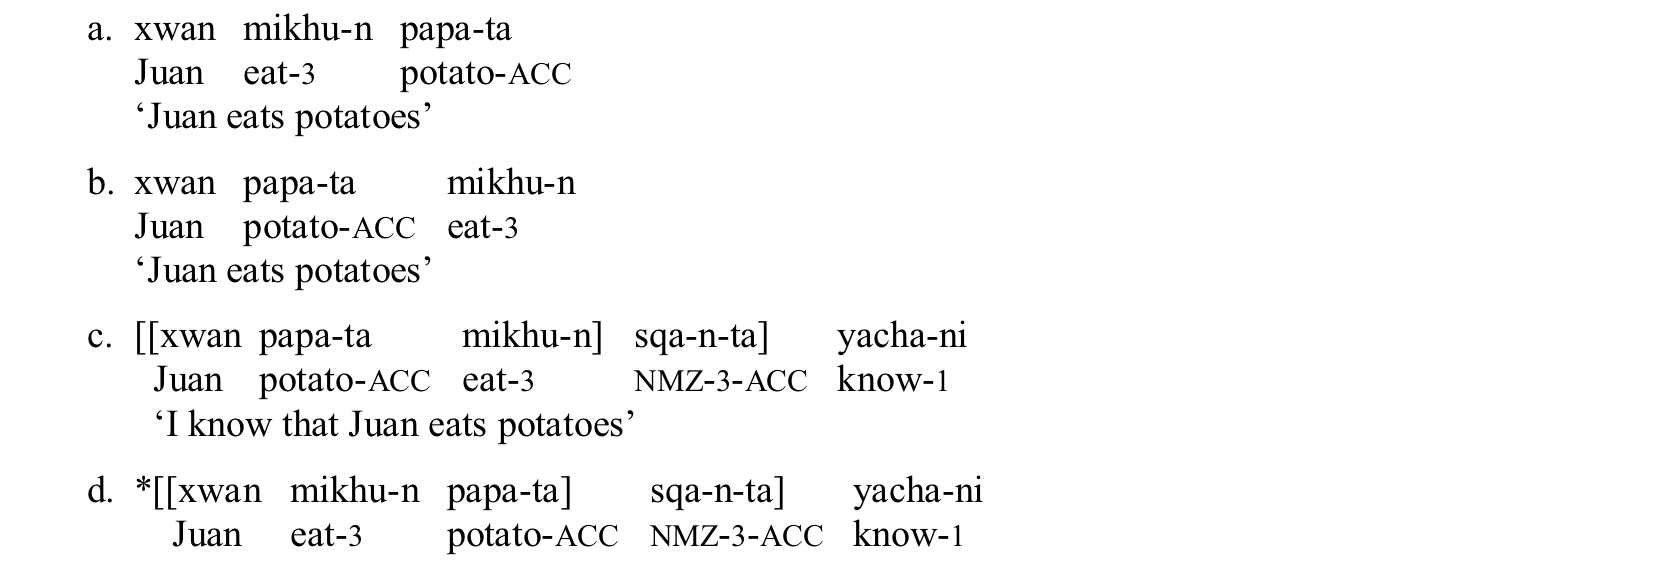 a. xwan mikhu-n papa-ta
Juan eat-3 potato-ACC
‘Juan eats potatoes’
b. xwan papa-ta mikhu-n
Juan potato-ACC eat-3
‘Juan eats potatoes’
c. [[xwan papa-ta mikhu-n] sqa-n-ta] yacha-ni
Juan potato-ACC eat-3 NMZ-3-ACC know-1
‘I know that Juan eats potatoes’
d. *[[xwan mikhu-n papa-ta] sqa-n-ta] yacha-ni
Juan eat-3 potato-ACC NMZ-3-ACC know-1